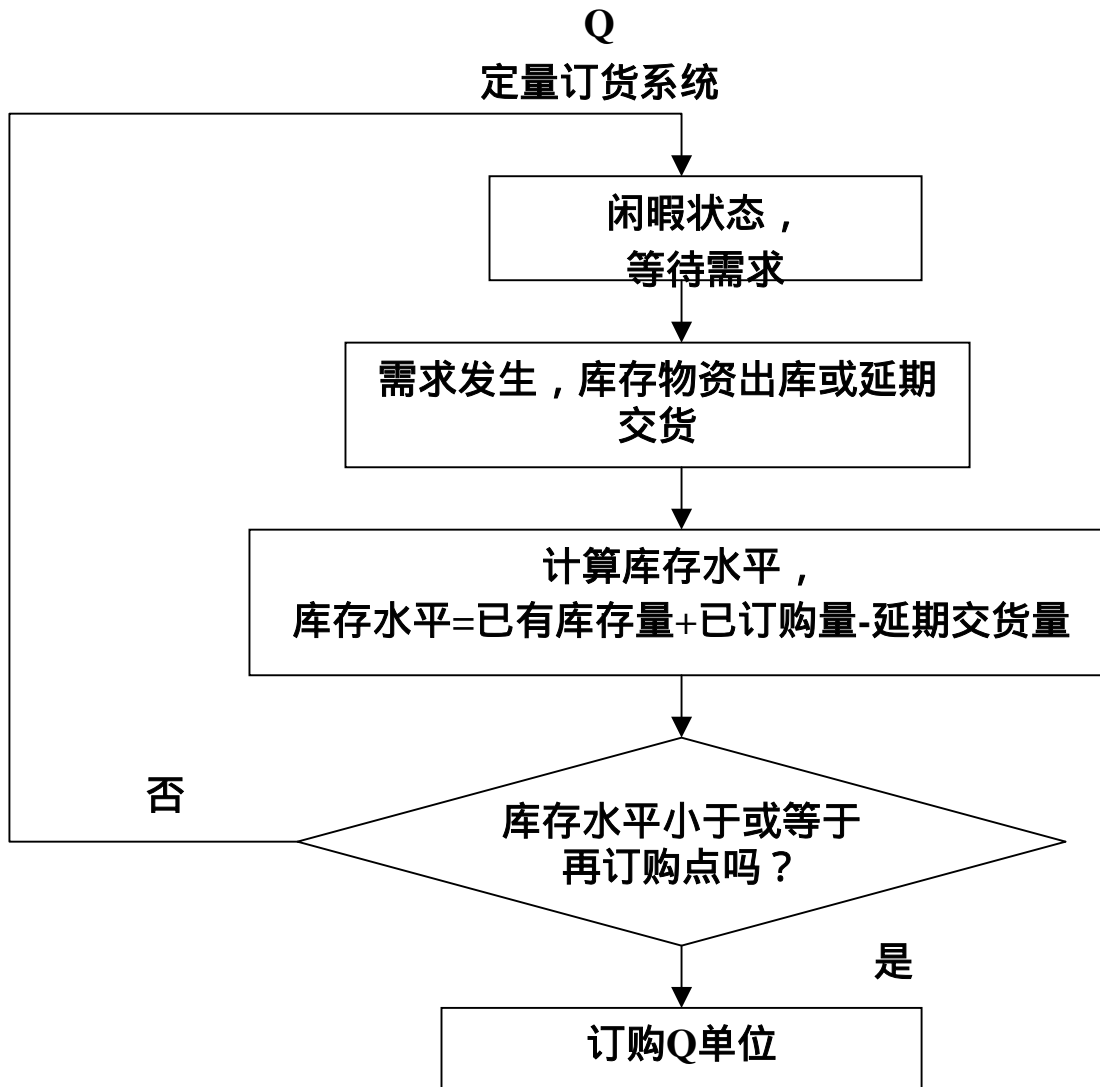 Q
定量订货系统
闲暇状态，
等待需求
需求发生，库存物资出库或延期
交货
计算库存水平，
库存水平=已有库存量+已订购量-延期交货量
否
库存水平小于或等于
再订购点吗？
是
订购Q单位